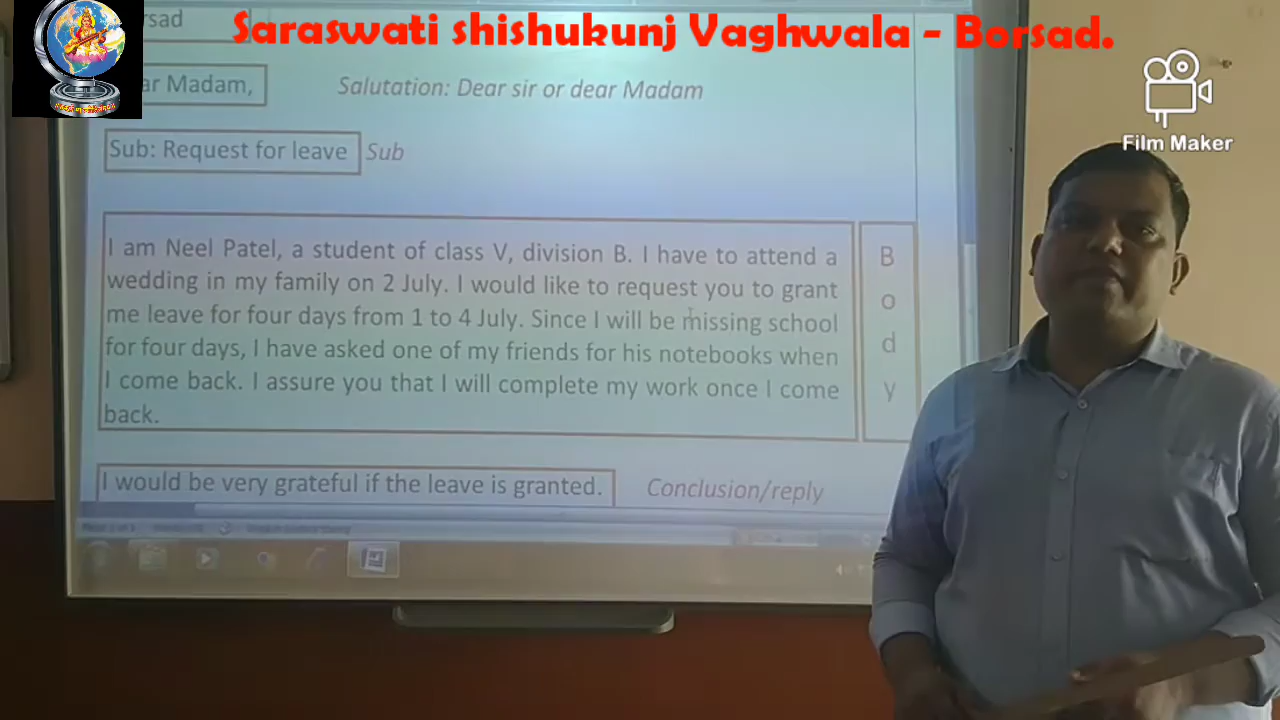 Saraswati shishukunj Vaghwala - Borsad.
Film Maker
Madam,
Salutation: Dear sir or dear Madam
Sub: Request for leave
Sub
I am Neel Patel, a student of class V, division B. I have to attend a
wedding in my family on 2 July. I would like to request you to grant
me leave for four days from 1 to 4 July. Since I will be missing school
for four days, I have asked one of my friends for his notebooks when
I come back. I assure you that I will complete my work once I come
back.
B
o
d
y
I would be very grateful if the leave is granted.
Conclusion/reply